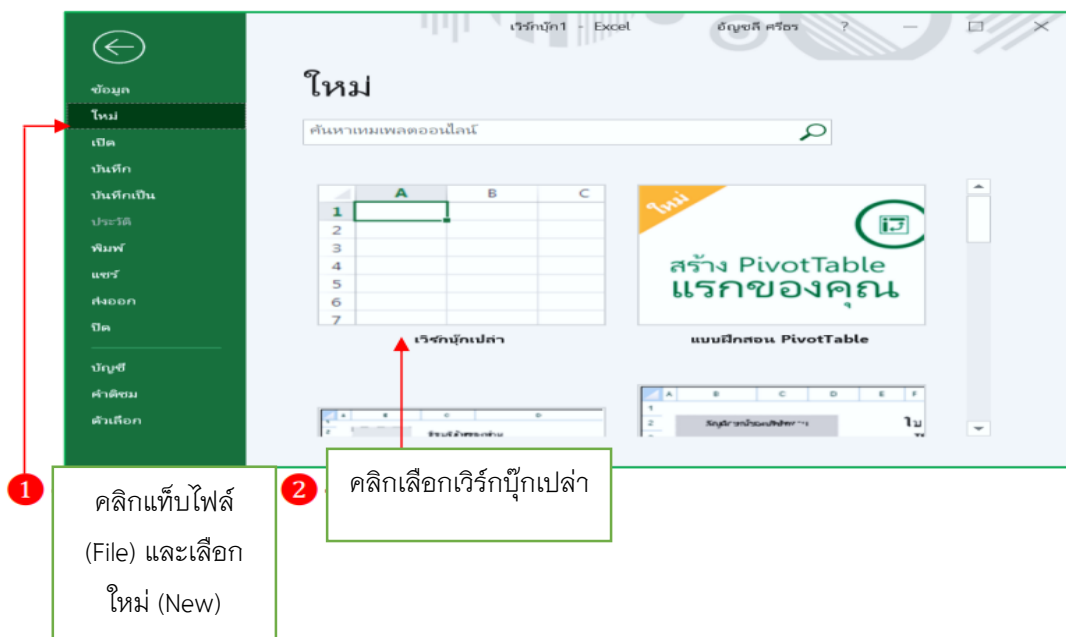 เวิร์กบุ๊ก1 - Excel
อัญชลี ศรีธร
?
ข้อมูล
ใหม่
เปิด
บันทึก
บันทึกเป็น
ประวัติ
พิมพ์
แชร์
ส่งออก
ปิด
บัญชี
คำติชม
ตัวเลือก
ใหม่
ค้นหาเทมเพลตออนไลน์
A B C
1
2
3
4
5
6
7
เวิร์กบุ๊กเปล่า
ใหม่
สร้าง PivotTable
แรกของคุณ
แบบฝึกสอน PivotTable
A B C D
A B C D E F
1
2
1
คลิกแท็บไฟล์
(File) และเลือก
ใหม่ (New)
2
คลิกเลือกเวิร์กบุ๊กเปล่า